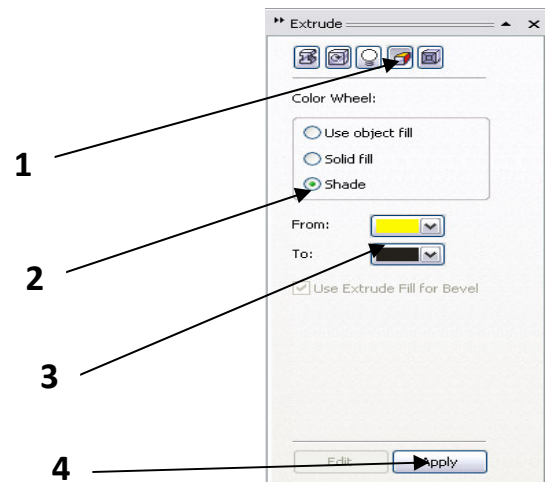 Extrude
Color Wheel:
Use object fill
1
Solid fill
Shade
From:
2
To:
Use Extrude Fill for Bevel
3
4
Edit
Apply